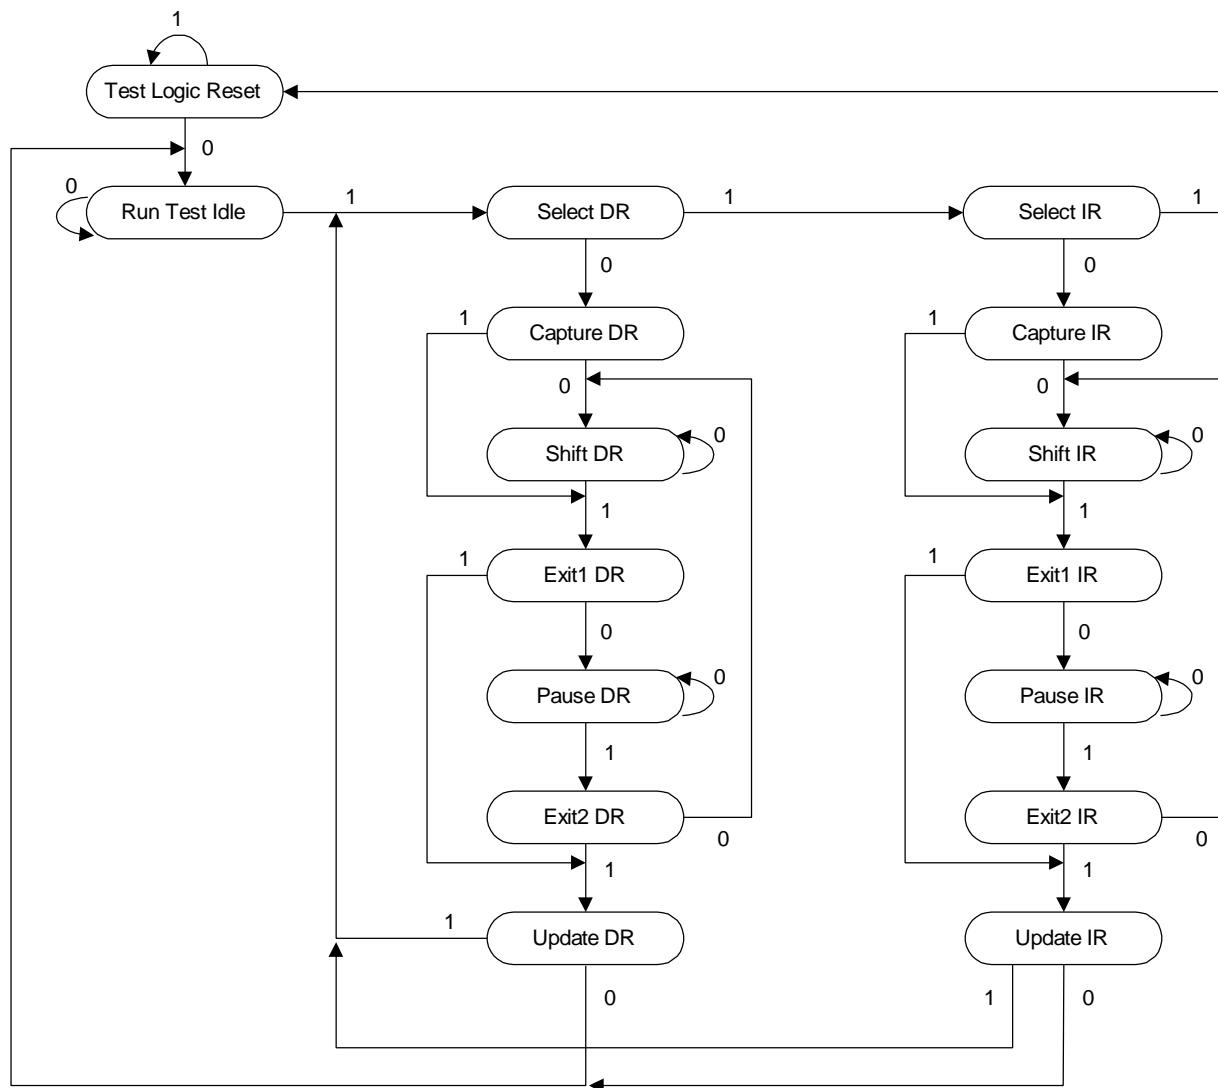 1
Test Logic Reset
0
0
Run Test Idle
1
Select DR
1
Select IR
1
0
0
1
Capture DR
1
Capture IR
0
0
Shift DR
0
Shift IR
0
1
1
1
Exit1 DR
1
Exit1 IR
0
0
Pause DR
0
Pause IR
0
1
1
Exit2 DR
0
Exit2 IR
0
1
1
1
Update DR
Update IR
0
1
0